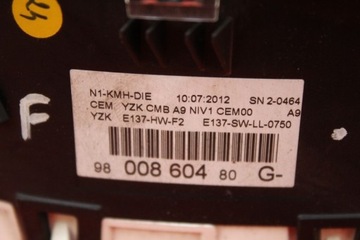 N1-KMH-DIE 10:07:2012 SN 2-0464
CEM YZK CMB A9 NIV1 CEM00 A9
YZK E137-HW-F2 E137-SW-LL-0750
98 008 604 80 G-
F